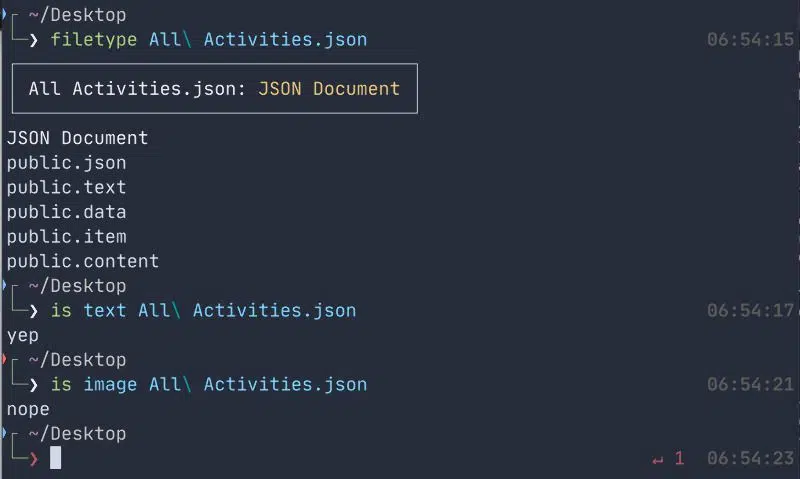 ~/Desktop
❯ filetype All\ Activities.json 06:54:15
All Activities.json: JSON Document
JSON Document
public.json
public.text
public.data
public.item
public.content
~/Desktop
❯ is text All\ Activities.json 06:54:17
yep
~/Desktop
❯ is image All\ Activities.json 06:54:21
nope
~/Desktop
❯ ↵ 1 06:54:23